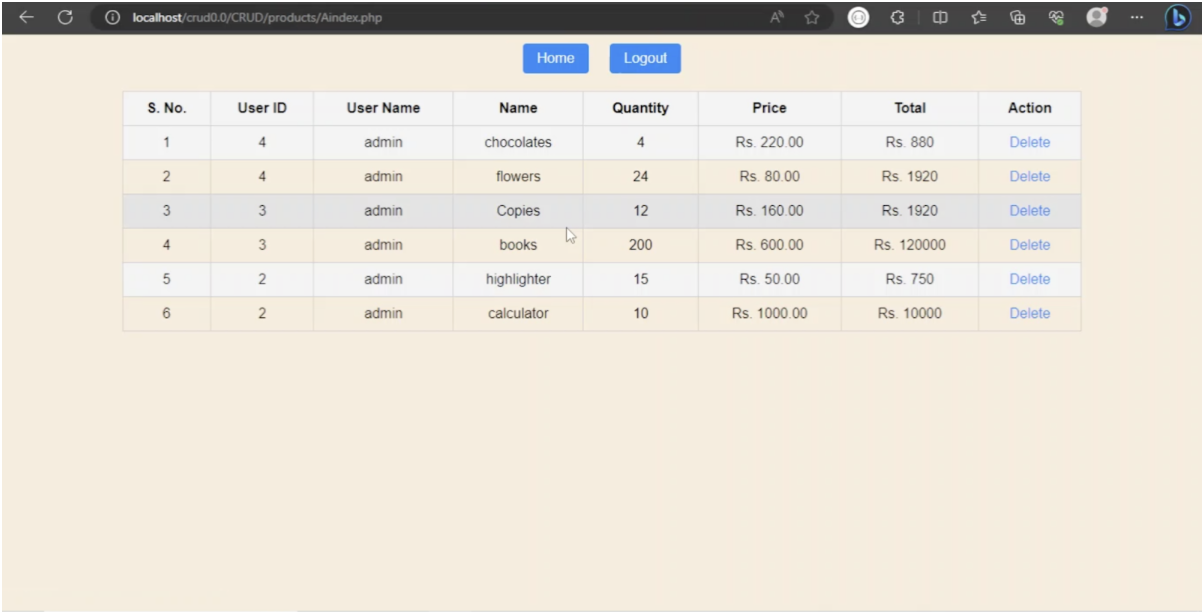 localhost/crud0.0/CRUD/products/Aindex.php
Home Logout
S. No. User ID User Name Name Quantity Price Total Action
1 4 admin chocolates 4 Rs. 220.00 Rs. 880 Delete
2 4 admin flowers 24 Rs. 80.00 Rs. 1920 Delete
3 3 admin Copies 12 Rs. 160.00 Rs. 1920 Delete
4 3 admin books 200 Rs. 600.00 Rs. 120000 Delete
5 2 admin highlighter 15 Rs. 50.00 Rs. 750 Delete
6 2 admin calculator 10 Rs. 1000.00 Rs. 10000 Delete